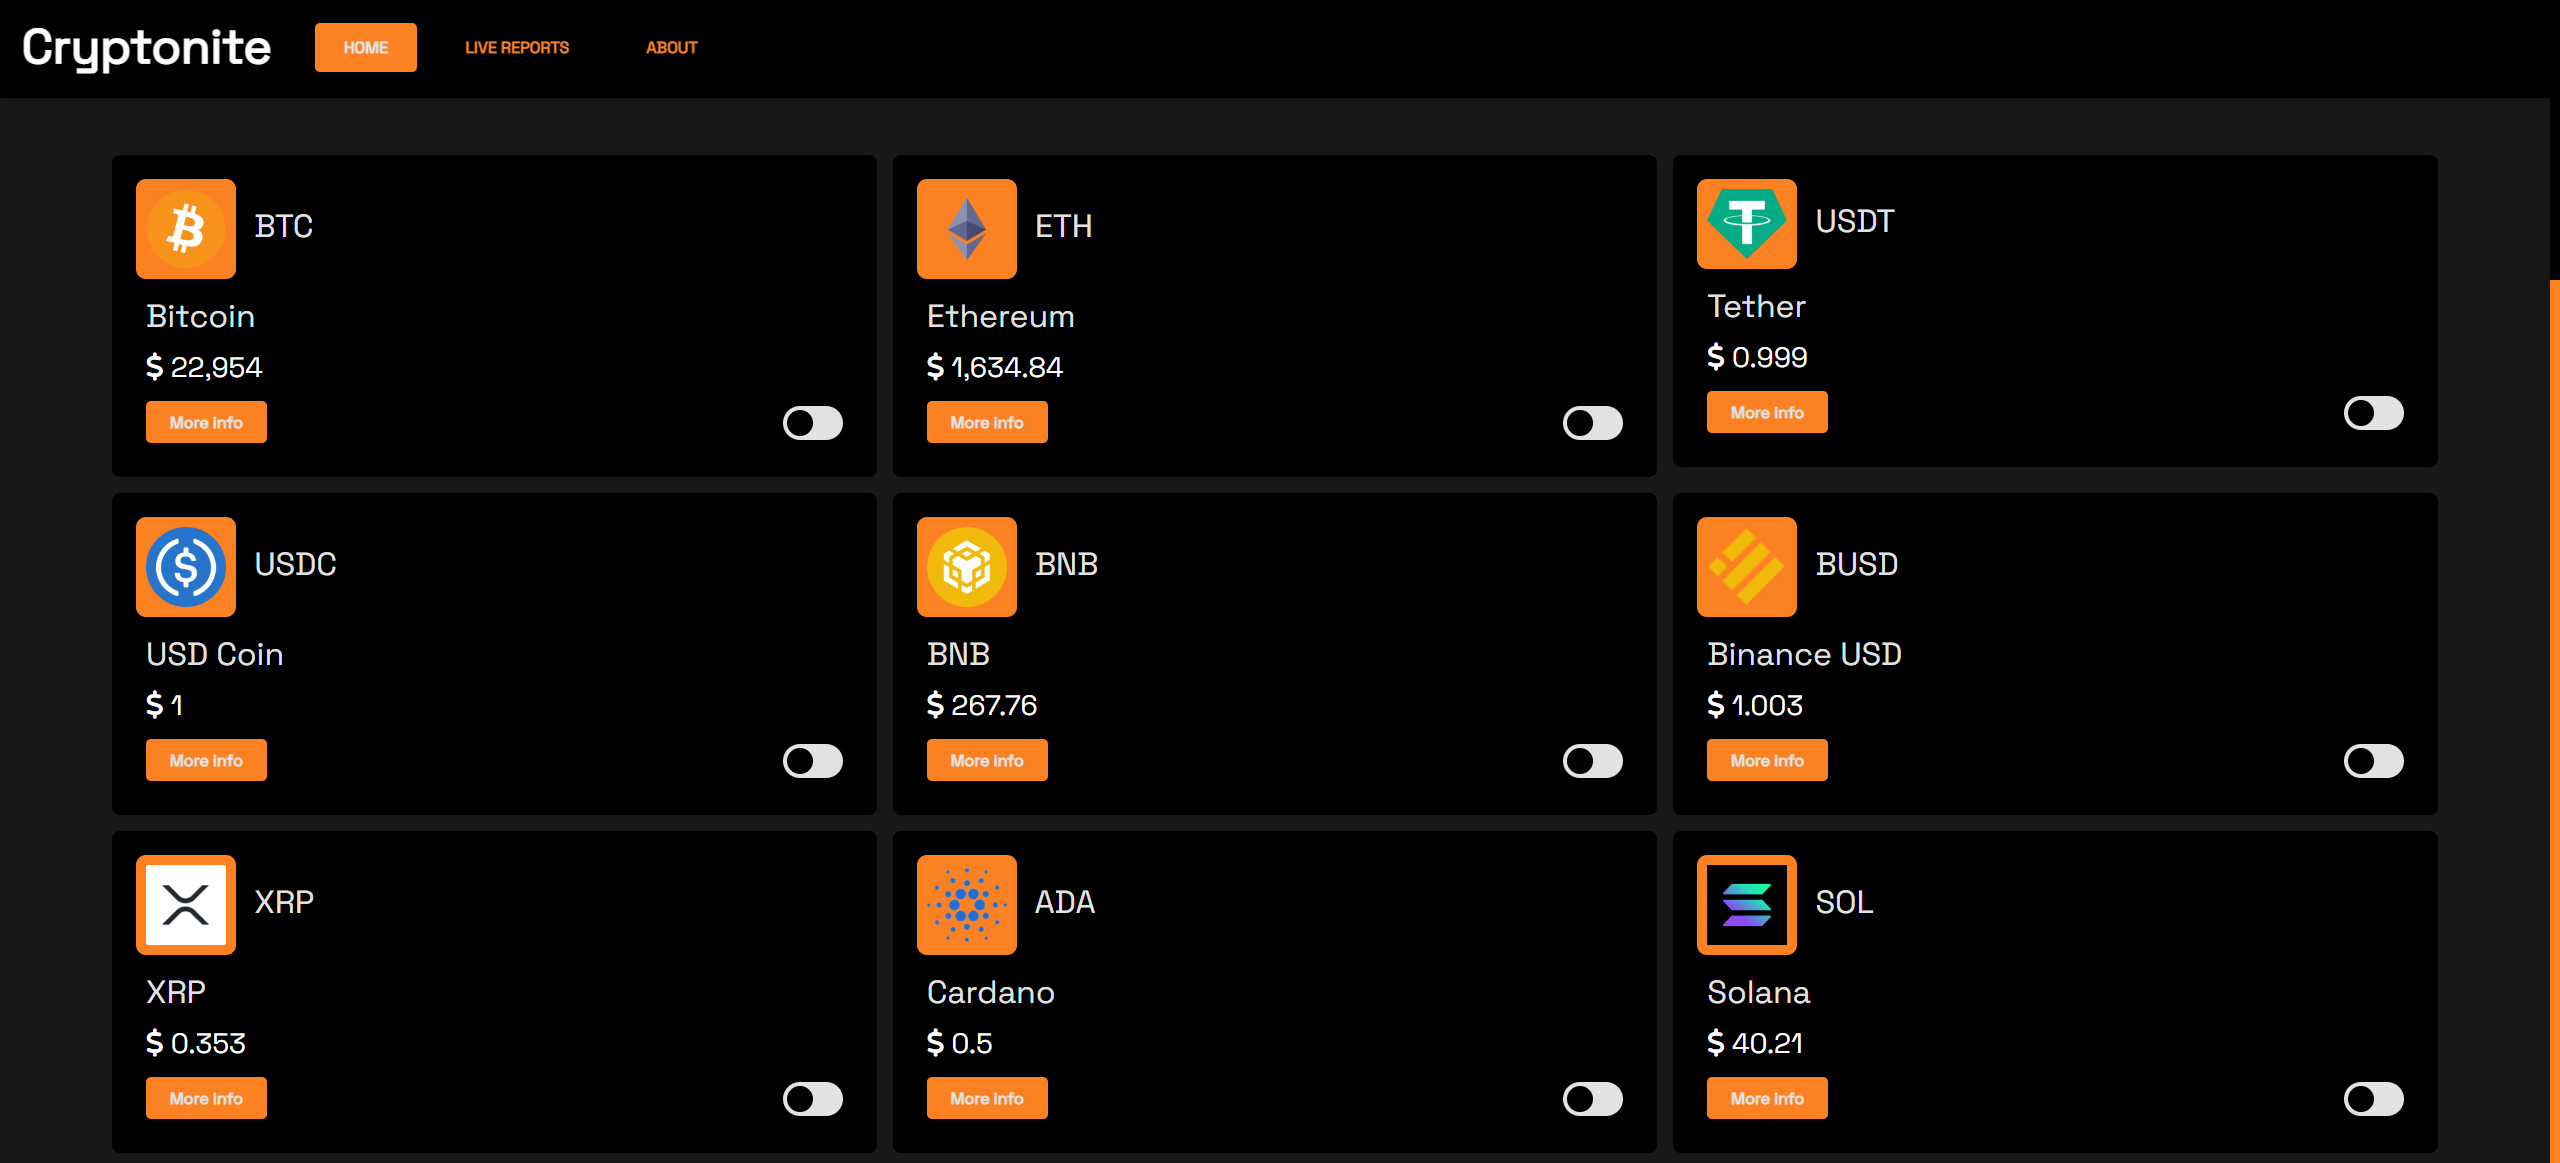 Cryptonite HOME LIVE REPORTS ABOUT
BTC
Bitcoin
$ 22,954
More info
ETH
Ethereum
$ 1,634.84
More info
USDT
Tether
$ 0.999
More info
USDC
USD Coin
$ 1
More info
BNB
BNB
$ 267.76
More info
BUSD
Binance USD
$ 1.003
More info
XRP
XRP
$ 0.353
More info
ADA
Cardano
$ 0.5
More info
SOL
Solana
$ 40.21
More info